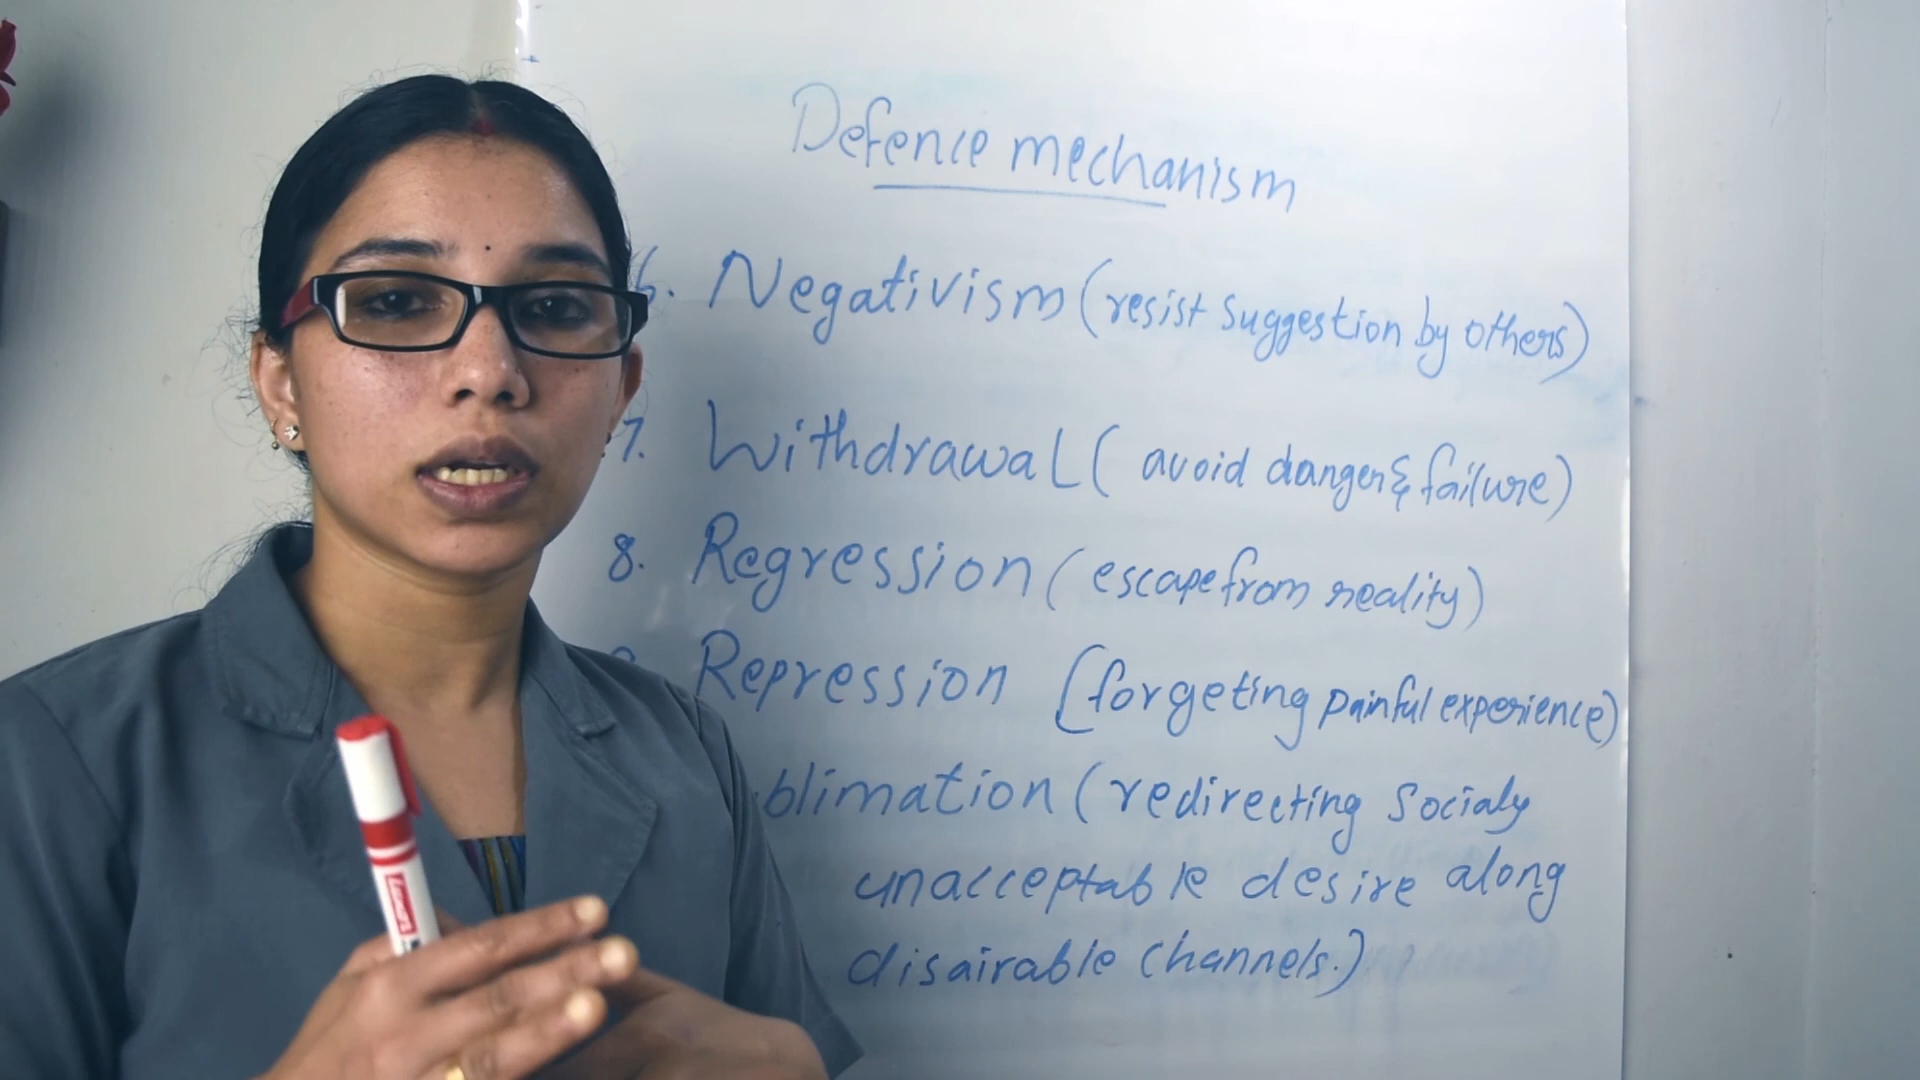 Defence mechanism
6. Negativism (resist suggestion by others)
7. Withdrawal ( avoid danger & failure)
8. Regression ( escape from reality)
Repression (forgeting painful experience)
blimation (redirecting Socialy
unacceptable desire along
disairable channels.)